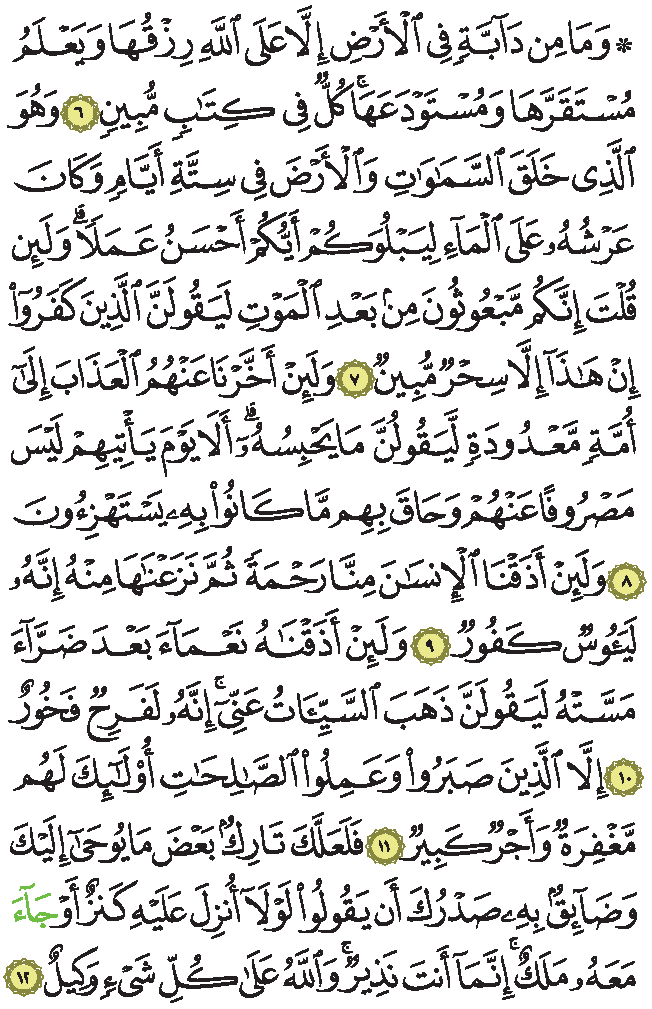 * وَمَا مِن دَآبَّةٍ فِي ٱلۡأَرۡضِ إِلَّا عَلَى ٱللَّهِ رِزۡقُهَا وَيَعۡلَمُ
مُسۡتَقَرَّهَا وَمُسۡتَوۡدَعَهَاۚ كُلّٞ فِي كِتَٰبٖ مُّبِينٖ ٦ وَهُوَ
ٱلَّذِي خَلَقَ ٱلسَّمَٰوَٰتِ وَٱلۡأَرۡضَ فِي سِتَّةِ أَيَّامٖ وَكَانَ
عَرۡشُهُۥ عَلَى ٱلۡمَآءِ لِيَبۡلُوَكُمۡ أَيُّكُمۡ أَحۡسَنُ عَمَلٗاۗ وَلَئِن
قُلۡتَ إِنَّكُم مَّبۡعُوثُونَ مِنۢ بَعۡدِ ٱلۡمَوۡتِ لَيَقُولَنَّ ٱلَّذِينَ كَفَرُوٓاْ
إِنۡ هَٰذَآ إِلَّا سِحۡرٞ مُّبِينٞ ٧ وَلَئِنۡ أَخَّرۡنَا عَنۡهُمُ ٱلۡعَذَابَ إِلَىٰٓ
أُمَّةٖ مَّعۡدُودَةٖ لَّيَقُولُنَّ مَا يَحۡبِسُهُۥٓۗ أَلَا يَوۡمَ يَأۡتِيهِمۡ لَيۡسَ
مَصۡرُوفًا عَنۡهُمۡ وَحَاقَ بِهِم مَّا كَانُواْ بِهِۦ يَسۡتَهۡزِءُونَ
٨ وَلَئِنۡ أَذَقۡنَا ٱلۡإِنسَٰنَ مِنَّا رَحۡمَةٗ ثُمَّ نَزَعۡنَٰهَا مِنۡهُ إِنَّهُۥ
لَيَـُٔوسٞ كَفُورٞ ٩ وَلَئِنۡ أَذَقۡنَٰهُ نَعۡمَآءَ بَعۡدَ ضَرَّآءَ
مَسَّتۡهُ لَيَقُولَنَّ ذَهَبَ ٱلسَّيِّـَٔاتُ عَنِّيٓۚ إِنَّهُۥ لَفَرِحٞ فَخُورٌ
١٠ إِلَّا ٱلَّذِينَ صَبَرُواْ وَعَمِلُواْ ٱلصَّٰلِحَٰتِ أُوْلَٰٓئِكَ لَهُم
مَّغۡفِرَةٞ وَأَجۡرٞ كَبِيرٞ ١١ فَلَعَلَّكَ تَارِكُۢ بَعۡضَ مَا يُوحَىٰٓ إِلَيۡكَ
وَضَآئِقُۢ بِهِۦ صَدۡرُكَ أَن يَقُولُواْ لَوۡلَآ أُنزِلَ عَلَيۡهِ كَنزٌ أَوۡ جَآءَ
مَعَهُۥ مَلَكٌۚ إِنَّمَآ أَنتَ نَذِيرٞۚ وَٱللَّهُ عَلَىٰ كُلِّ شَيۡءٖ وَكِيلٌ ١٢